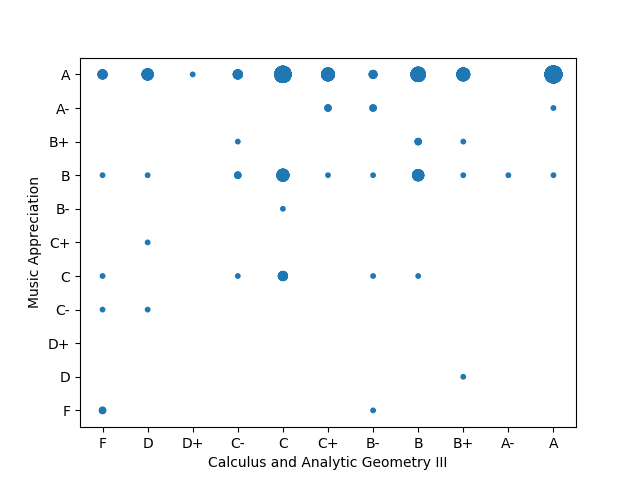 A
A-
B+
B
B-
C+
C
C-
D+
D
F
Music Appreciation
F D D+ C- C C+ B- B B+ A- A
Calculus and Analytic Geometry III